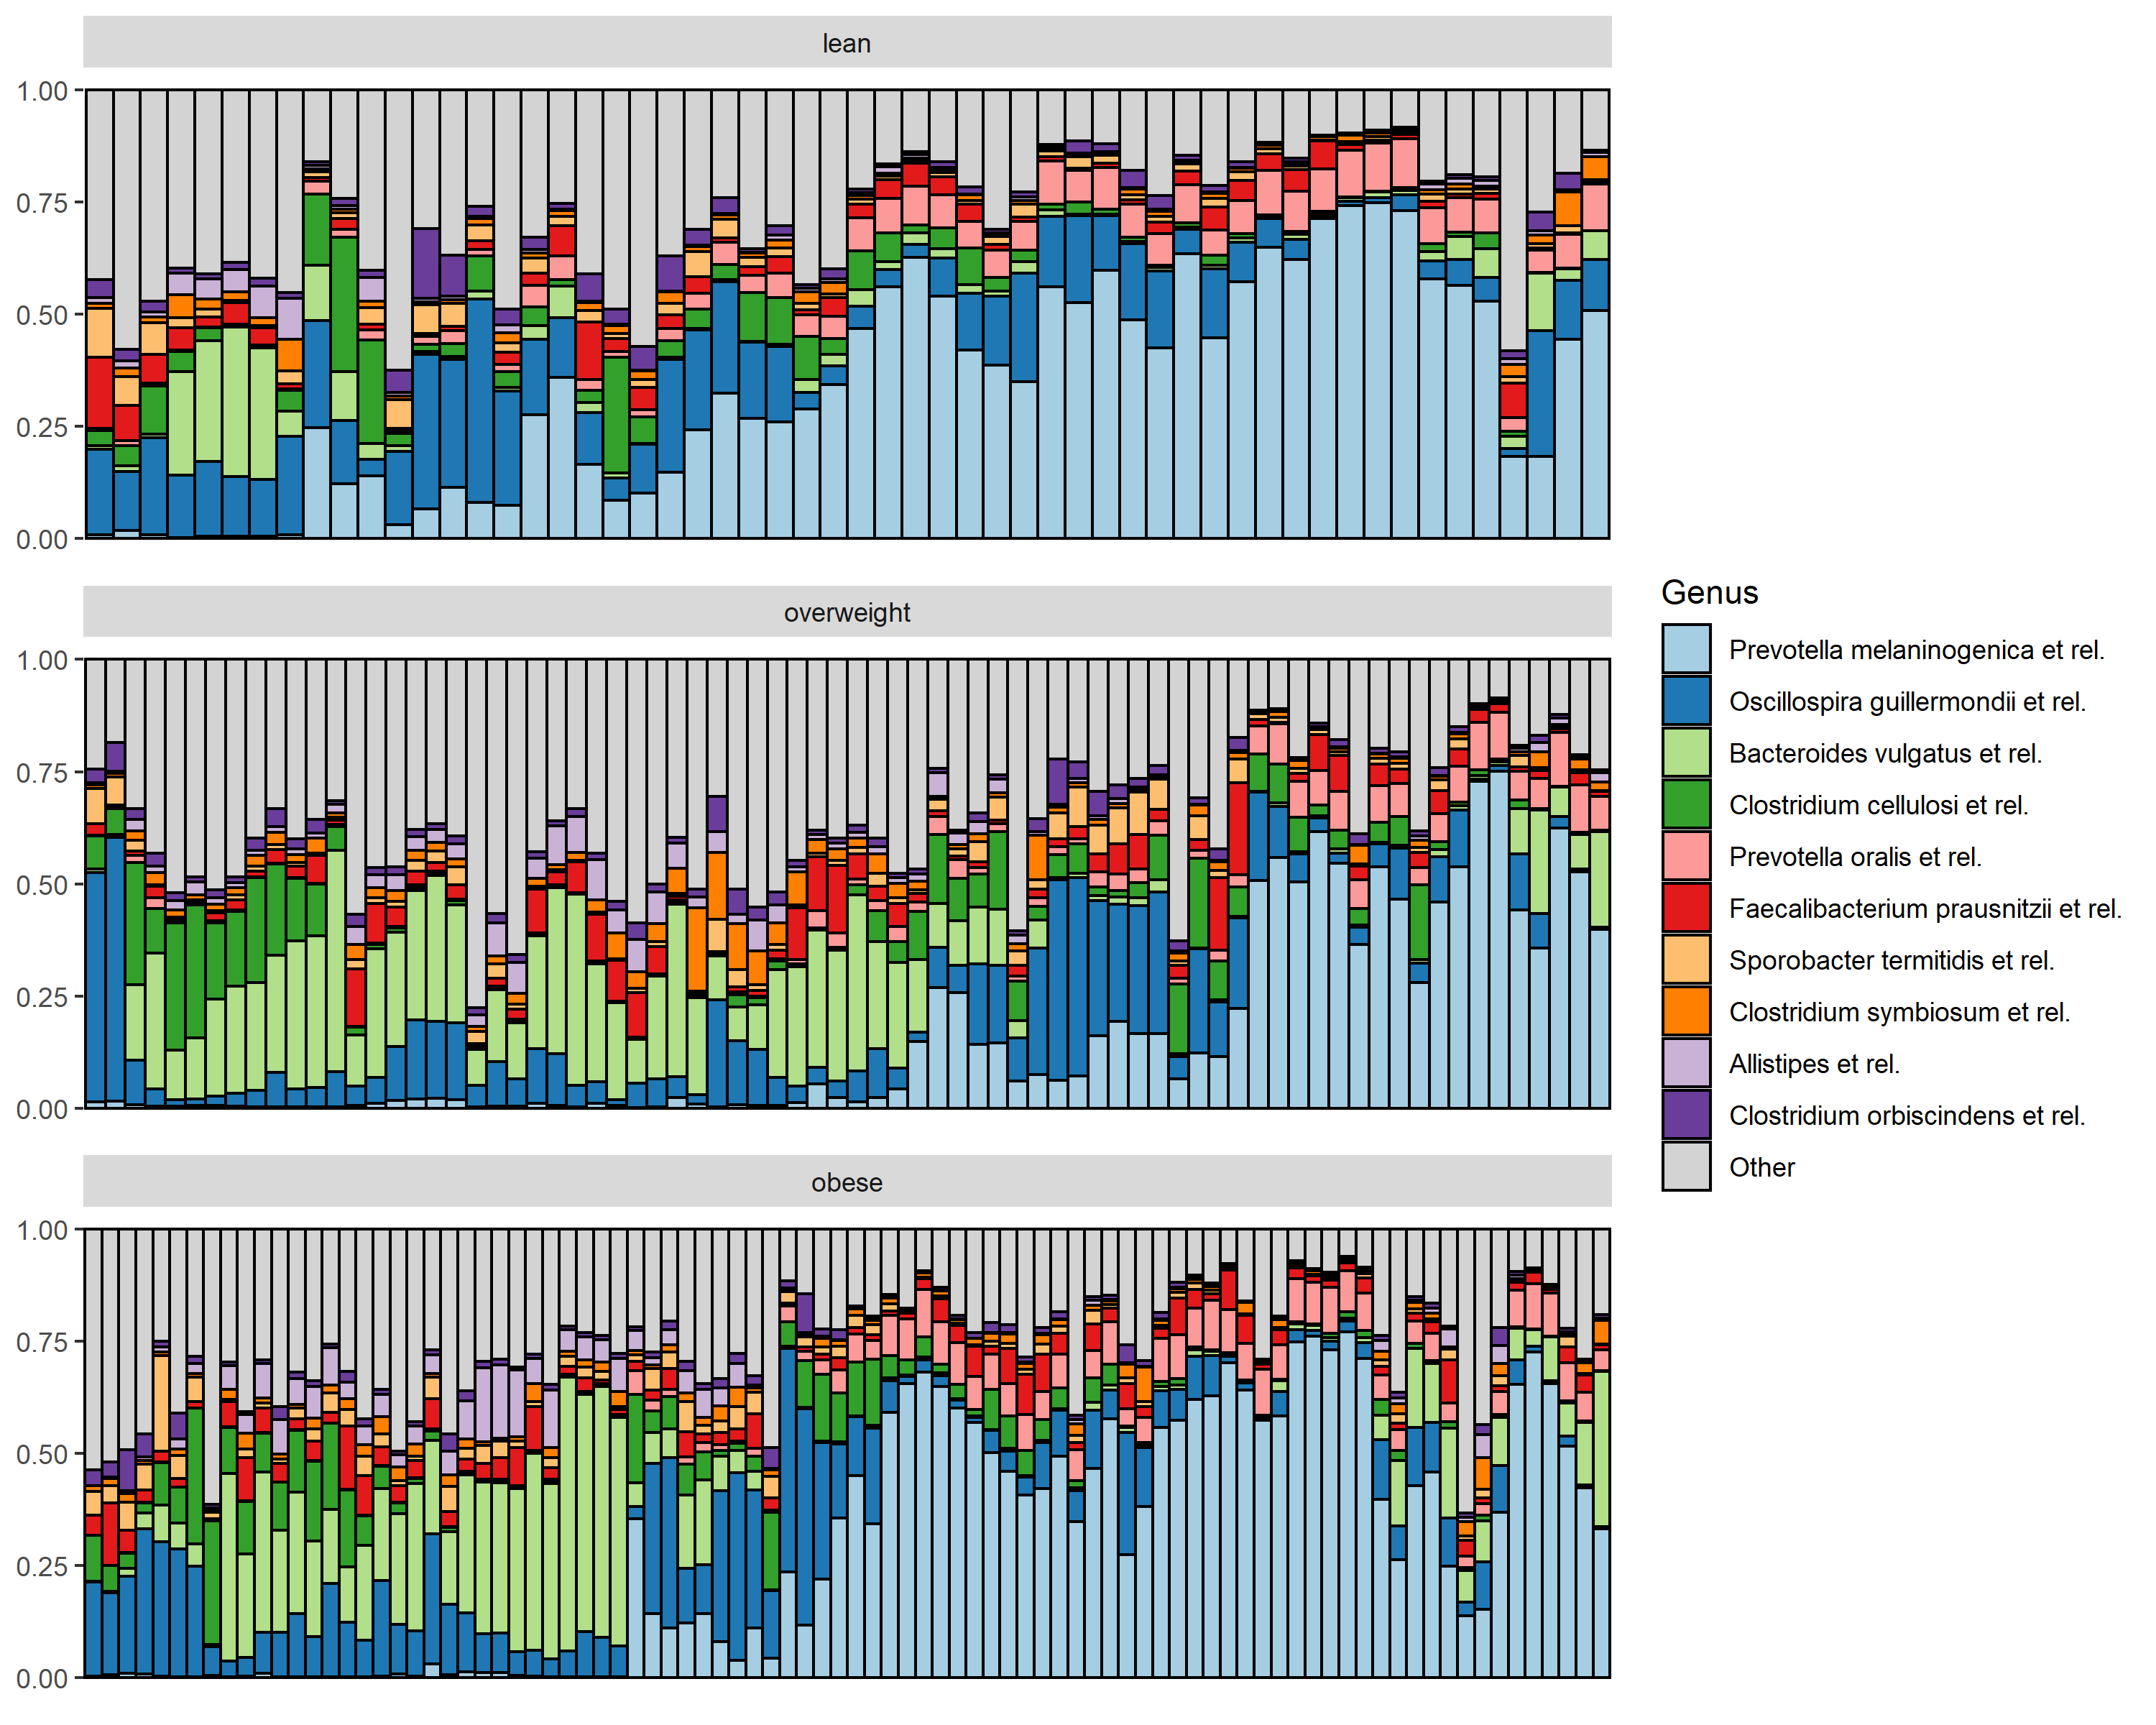 lean
1.00
0.75
0.50
0.25
0.00
overweight
1.00
0.75
0.50
0.25
0.00
obese
1.00
0.75
0.50
0.25
0.00
Genus
Prevotella melaninogenica et rel.
Oscillospira guillermondii et rel.
Bacteroides vulgatus et rel.
Clostridium cellulosi et rel.
Prevotella oralis et rel.
Faecalibacterium prausnitzii et rel.
Sporobacter termitidis et rel.
Clostridium symbiosum et rel.
Allistipes et rel.
Clostridium orbiscindens et rel.
Other